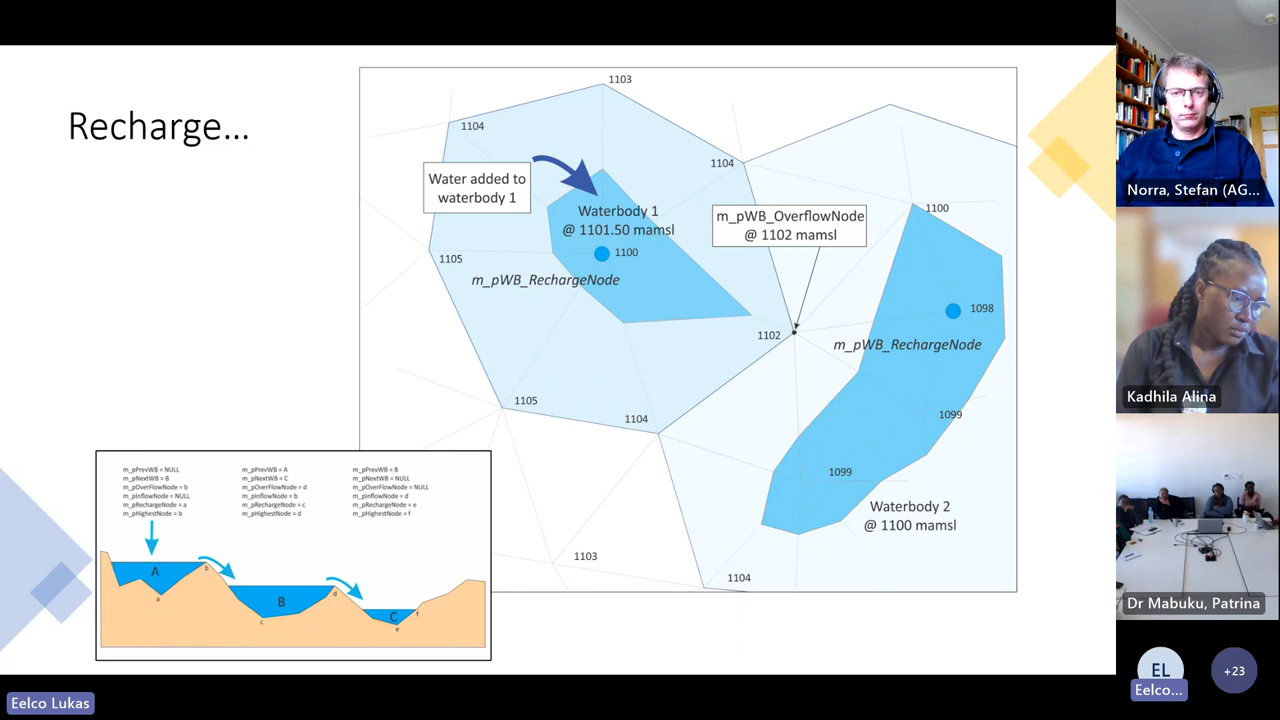 Recharge...
1103
1104
1104
Water added to
waterbody 1
Waterbody 1
@ 1101.50 mamsl
m_pWB_OverflowNode
@ 1102 mamsl
1100
1100
1105
m_pWB_RechargeNode
1098
1102
m_pWB_RechargeNode
1105
1104
1099
1099
Waterbody 2
@ 1100 mamsl
1103
1104
m_pPrevWB = NULL
m_pNextWB = B
m_pOverFlowNode = b
m_pInflowNode = NULL
m_pRechargeNode = a
m_pHighestNode = b
m_pPrevWB = A
m_pNextWB = C
m_pOverFlowNode = d
m_pInflowNode = b
m_pRechargeNode = c
m_pHighestNode = d
m_pPrevWB = B
m_pNextWB = NULL
m_pOverFlowNode = NULL
m_pInflowNode = d
m_pRechargeNode = e
m_pHighestNode = f
A
b
a
B
d
c
C
f
e
Norra, Stefan (AG...
Kadhila Alina
Dr Mabuku, Patrina
EL
Eelco...
+23
Eelco Lukas